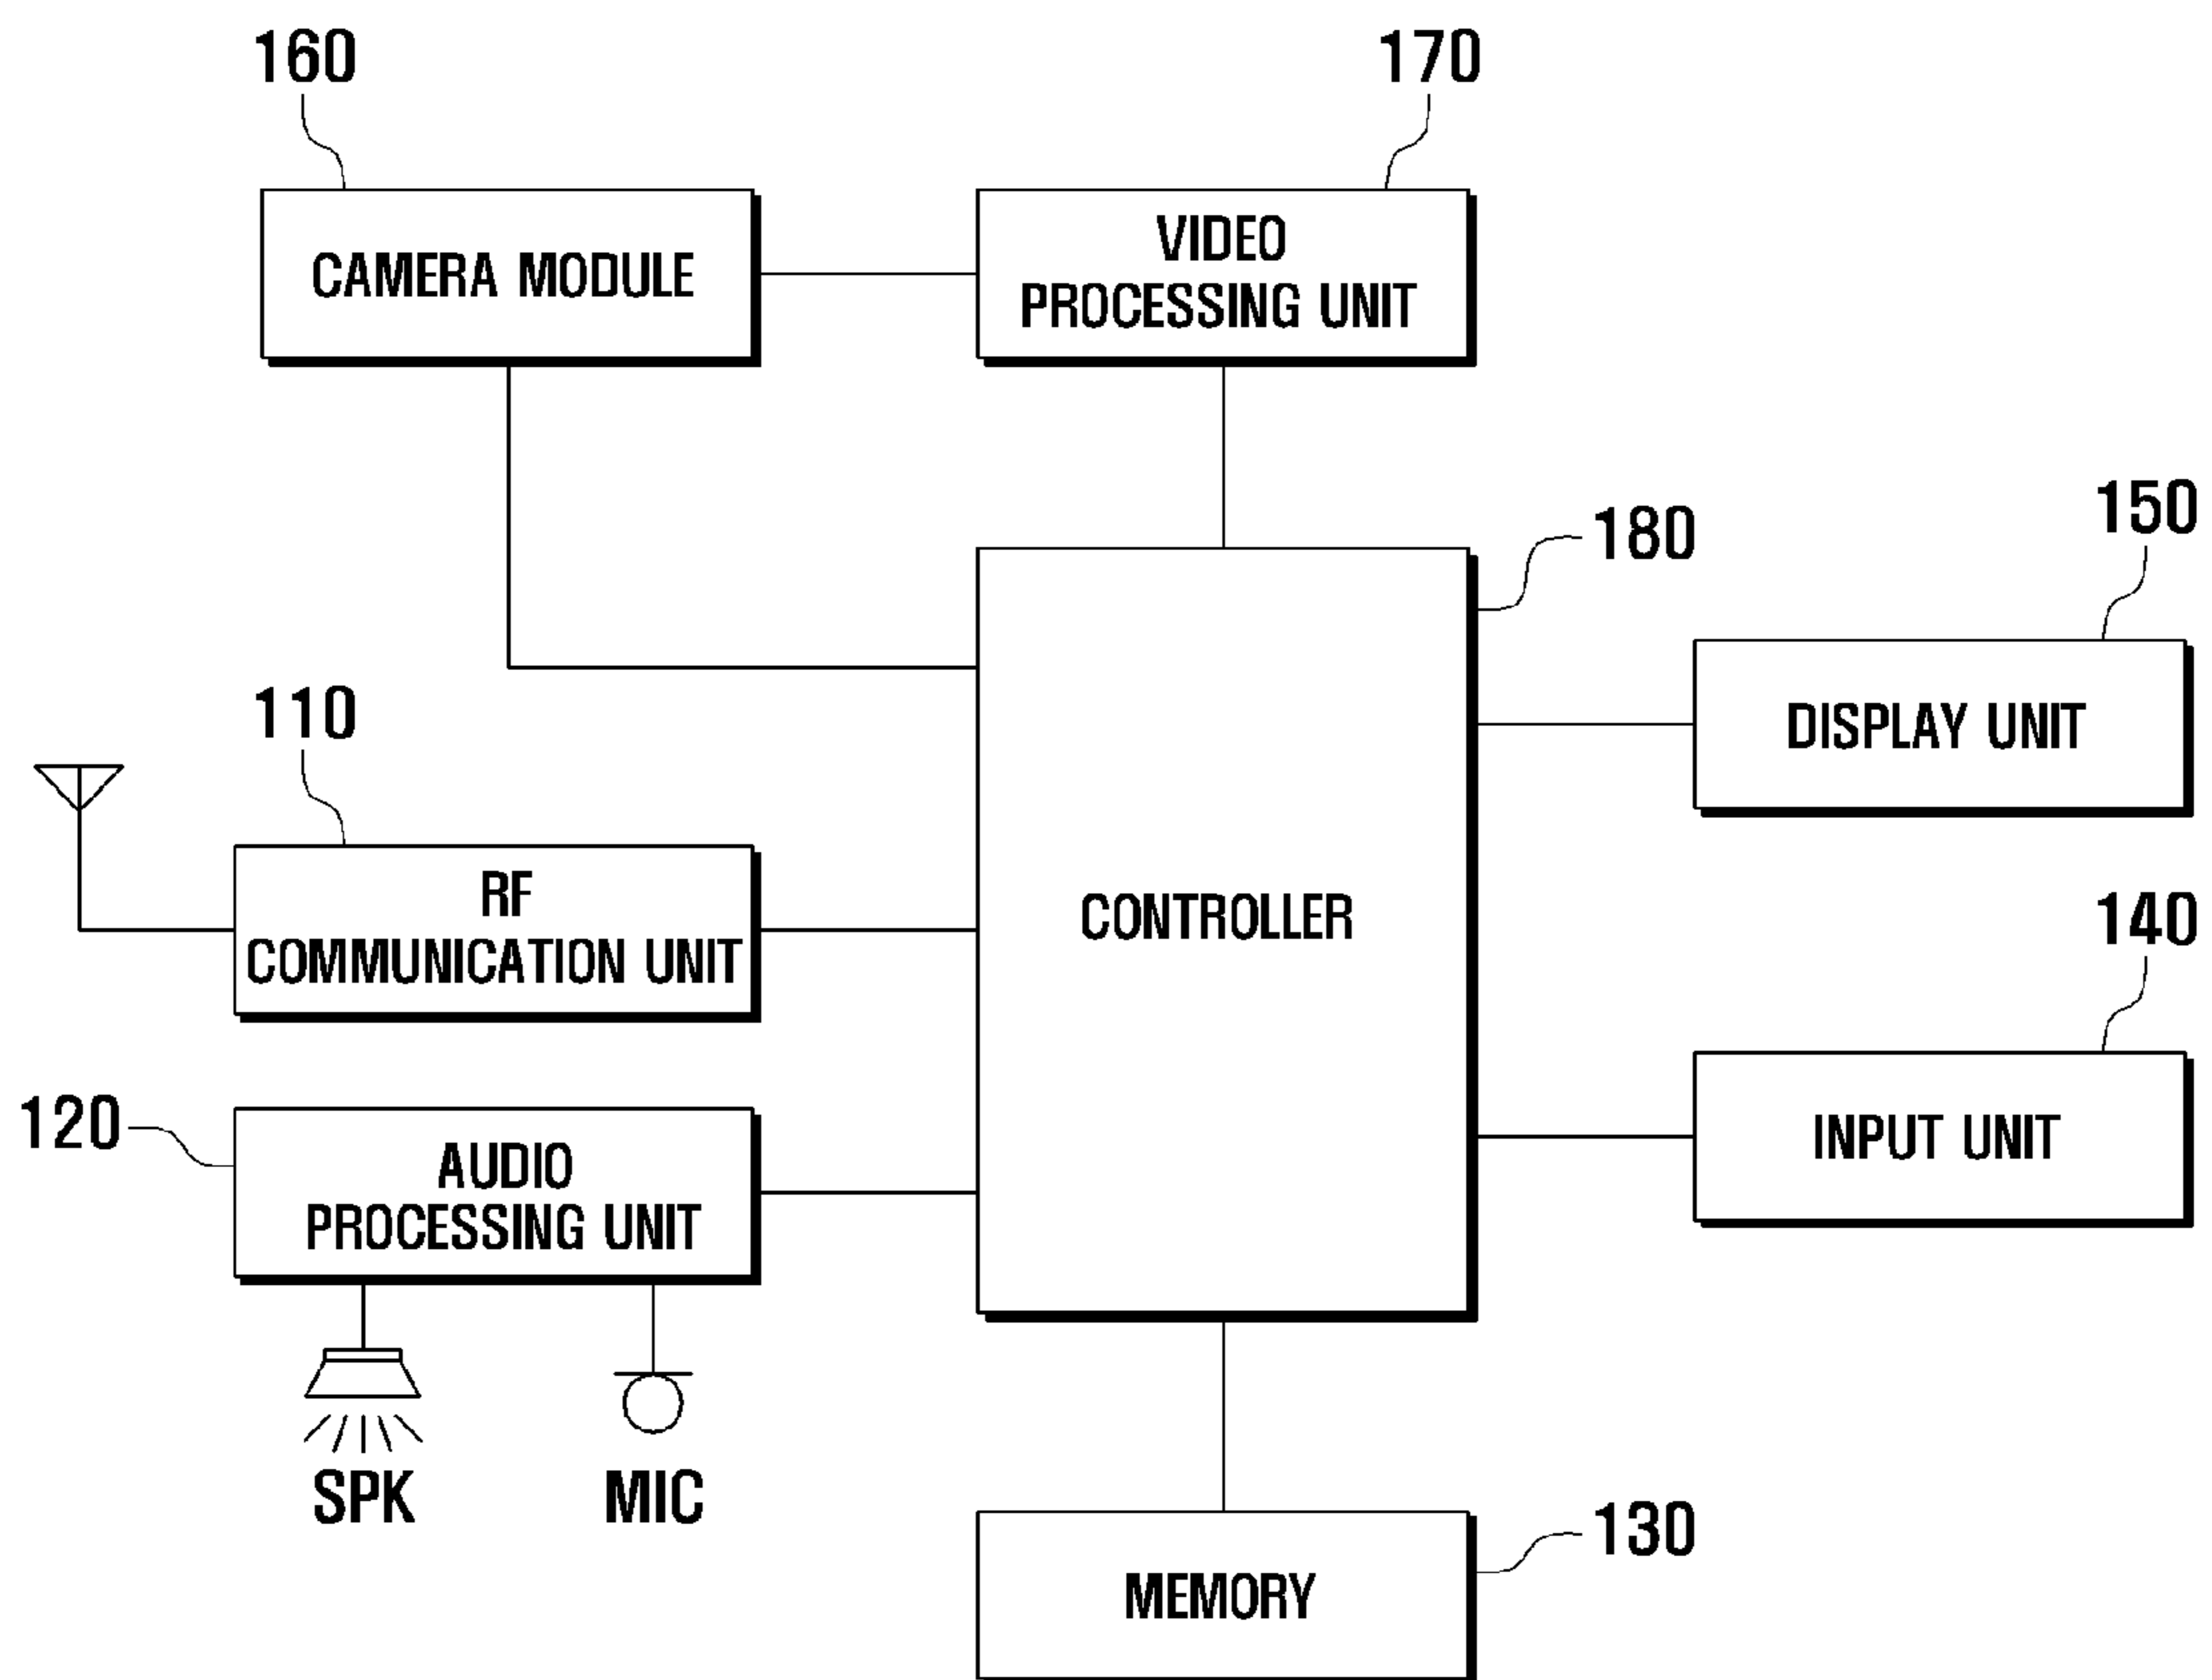 160
170
CAMERA MODULE
VIDEO
PROCESSING UNIT
180
150
110
DISPLAY UNIT
RF
COMMUNICATION UNIT
CONTROLLER
140
120
AUDIO
PROCESSING UNIT
INPUT UNIT
SPK
MIC
130
MEMORY